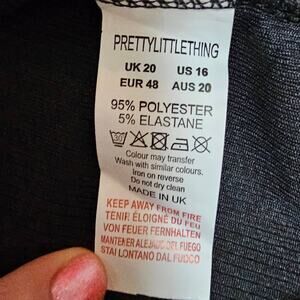 PRETTYLITTLETHING
UK 20 US 16
EUR 48 AUS 20
95% POLYESTER
5% ELASTANE
Colour may transfer
Wash with similar colours.
Iron on reverse
Do not dry clean
MADE IN UK
KEEP AWAY FROM FIRE
TENIR ÉLOIGNÉ DU FEU
VON FEUER FERNHALTEN
MANTENER ALEJADO DEL FUEGO
STAI LONTANO DAL FUOCO